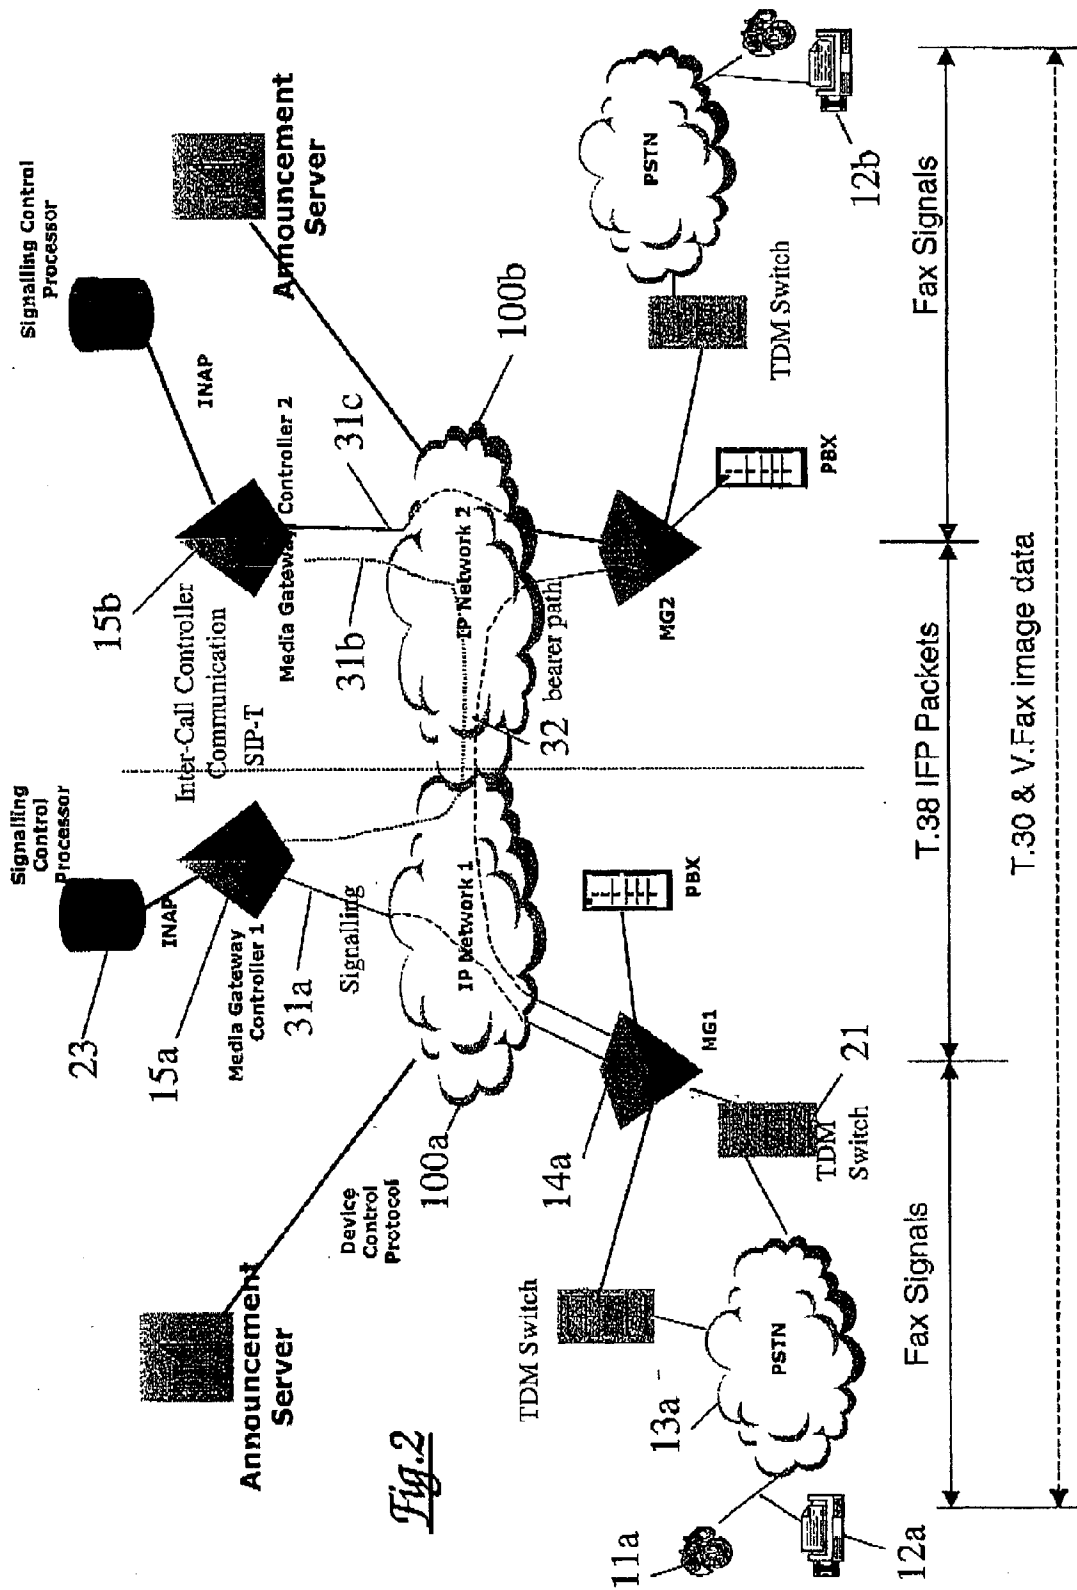 Fig.2
Announcement
Server
Device
Control
Protocol
100a
23
15a
Signalling
Control
Processor
INAP
Media Gateway
Controller 1
31a
Signalling
IP Network 1
Inter-Call Controller
Communication
SIP-T
15b
Media Gateway Controller 2
INAP
Signalling Control
Processor
31b
31c
IP Network 2
100b
Announcement
Server
32
bearer path
14a
MG1
PBX
21
TDM
Switch
TDM Switch
13a
PSTN
11a
12a
MG2
PBX
TDM Switch
PSTN
12b
Fax Signals
T.38 IFP Packets
Fax Signals
T.30 & V.Fax image data